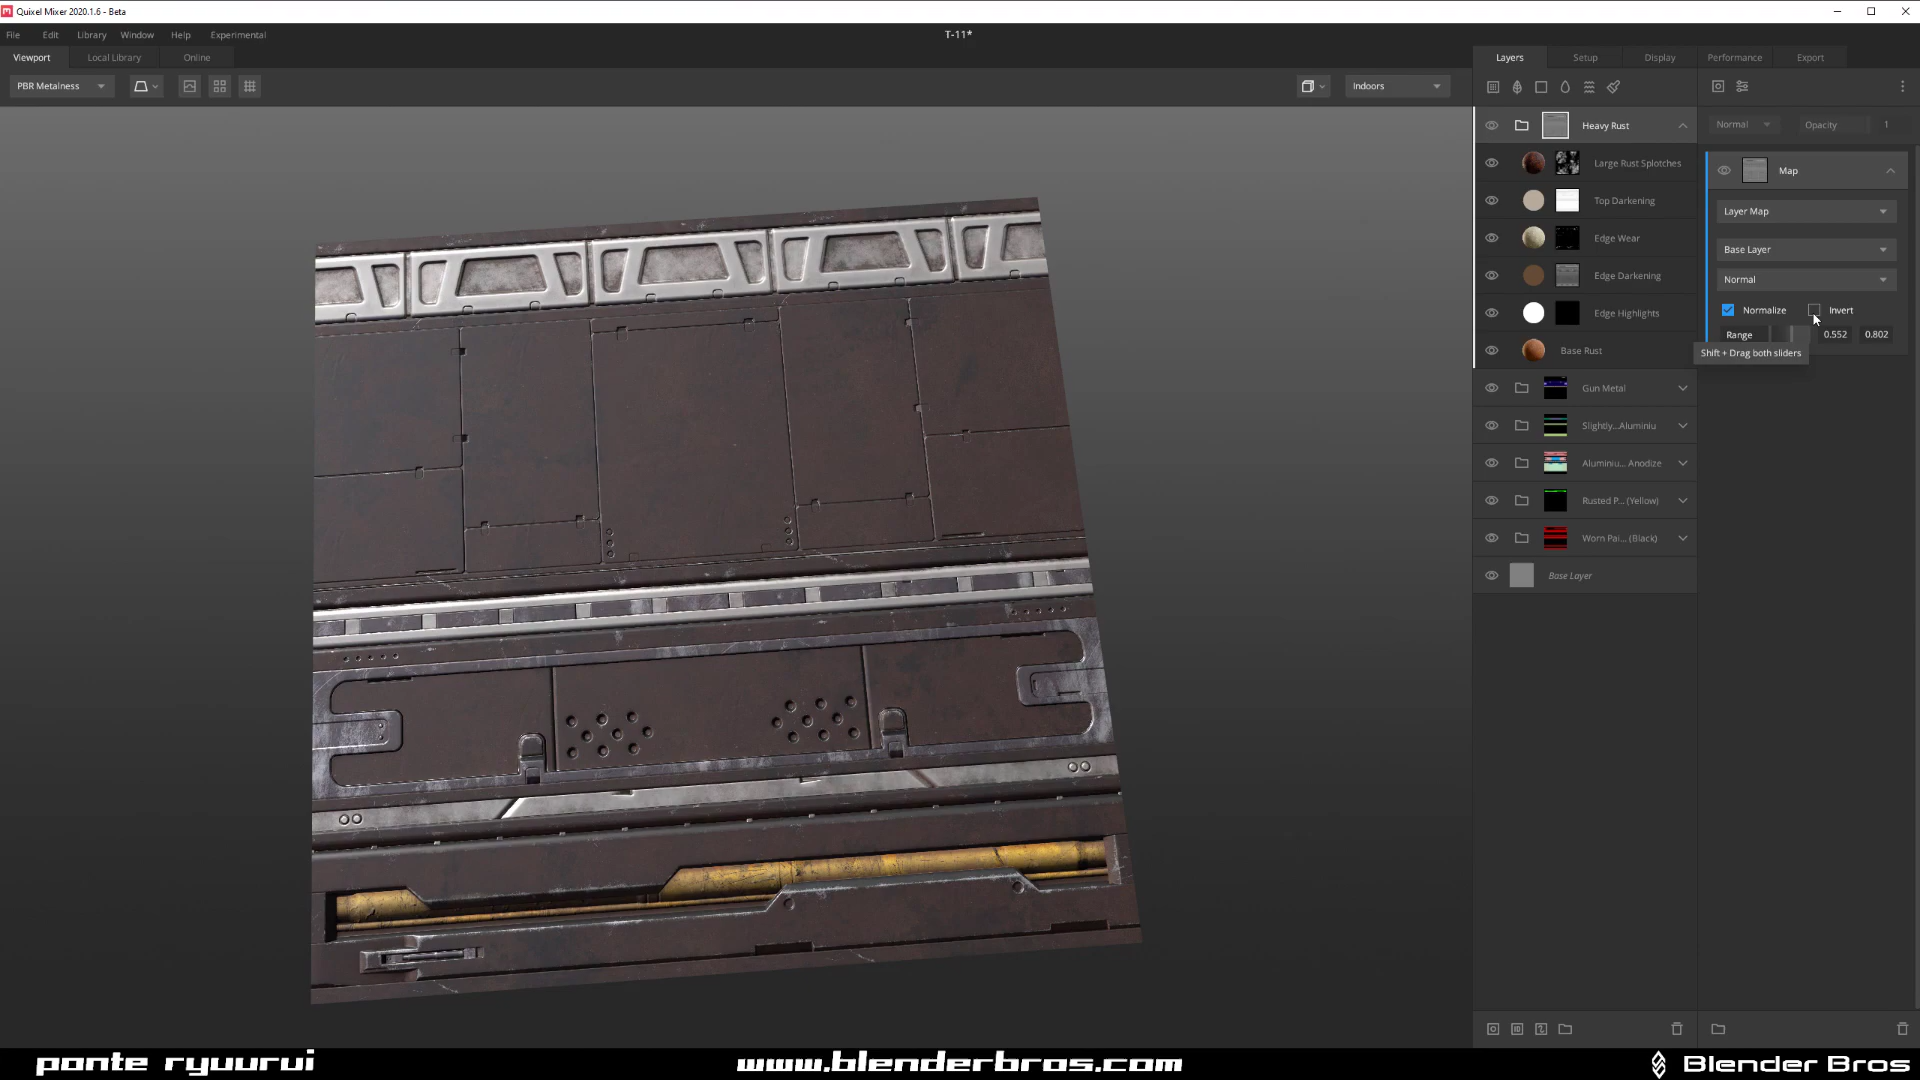 Quixel Mixer 2020.1.6 - Beta
File Edit Library Window Help Experimental
T-11*
Viewport Local Library Online
Layers Setup Display Performance Export
PBR Metalness
Indoors
Heavy Rust
Large Rust Splotches
Top Darkening
Edge Wear
Edge Darkening
Edge Highlights
Base Rust
Gun Metal
Slightly...Aluminiu
Aluminiu... Anodize
Rusted P... (Yellow)
Worn Pai... (Black)
Base Layer
Normal Opacity 1
Map
Layer Map
Base Layer
Normal
Normalize Invert
Range 0.552 0.802
Shift + Drag both sliders
ponte ryuurui
www.blenderbros.com
Blender Bros